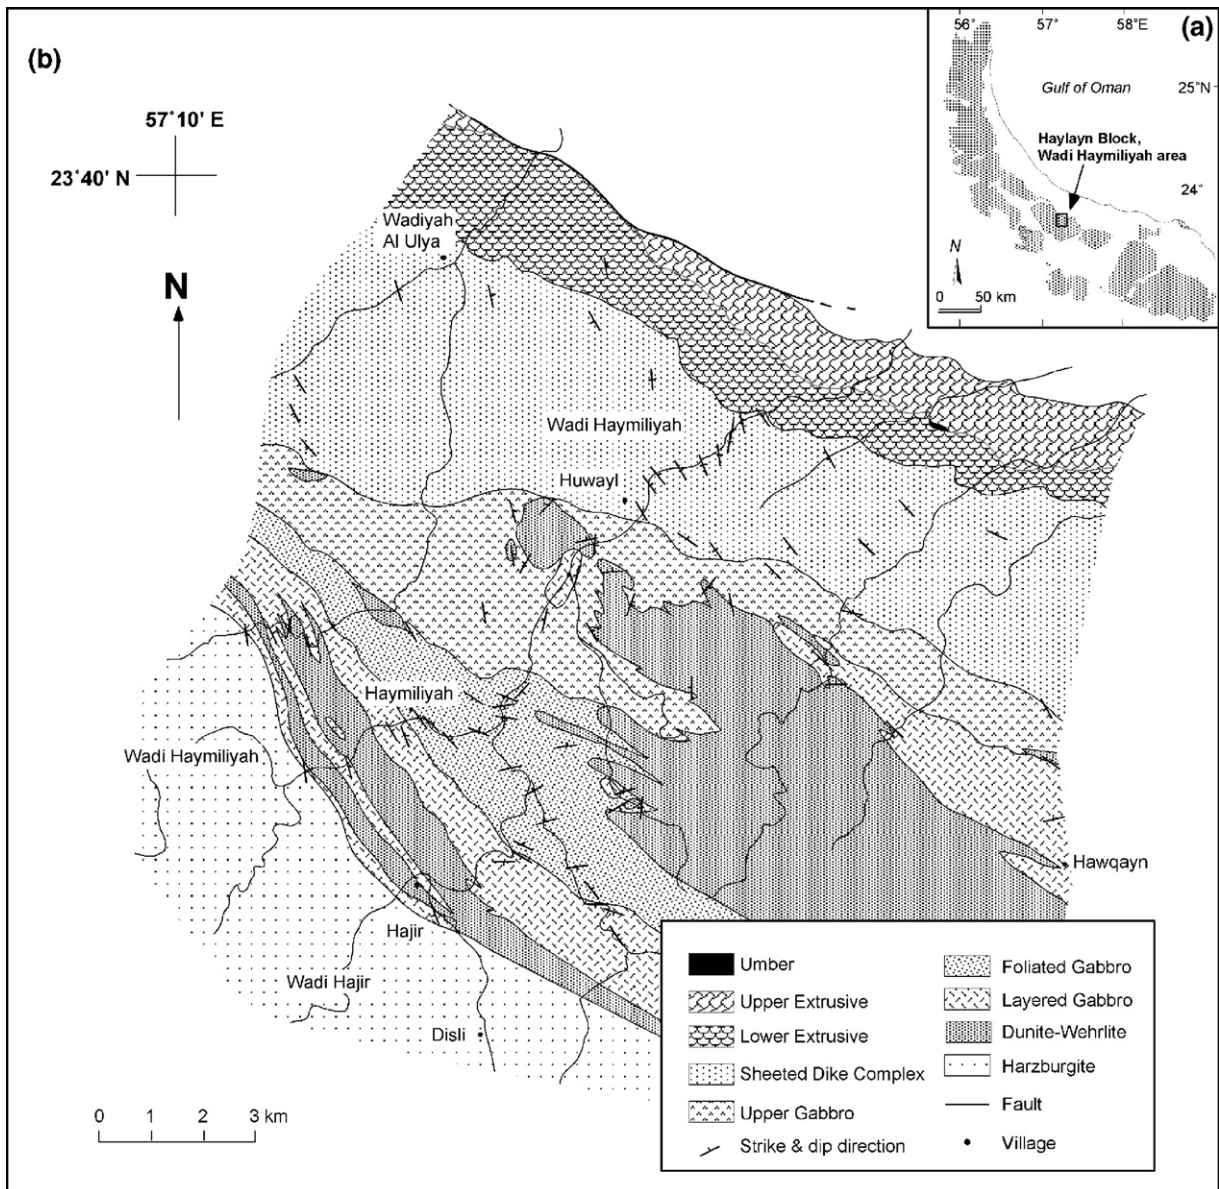 (b)
57°10' E
23°40' N
N
(a)
56°
57°
58°E
Gulf of Oman
25°N
Haylayn Block,
Wadi Haymiliyah area
24°
N
0 50 km
Wadiyah
Al Ulya
Wadi Haymiliyah
Huwayl
Haymiliyah
Wadi Haymiliyah
Hawqayn
Hajir
Wadi Hajir
Disli
0 1 2 3 km
Umber
Upper Extrusive
Lower Extrusive
Sheeted Dike Complex
Upper Gabbro
Strike & dip direction
Foliated Gabbro
Layered Gabbro
Dunite-Wehrlite
Harzburgite
Fault
Village